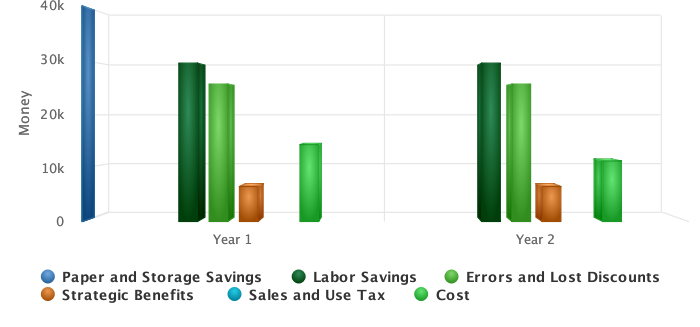 40k
30k
20k
10k
0
Money
Year 1 Year 2
Paper and Storage Savings Labor Savings Errors and Lost Discounts
Strategic Benefits Sales and Use Tax Cost